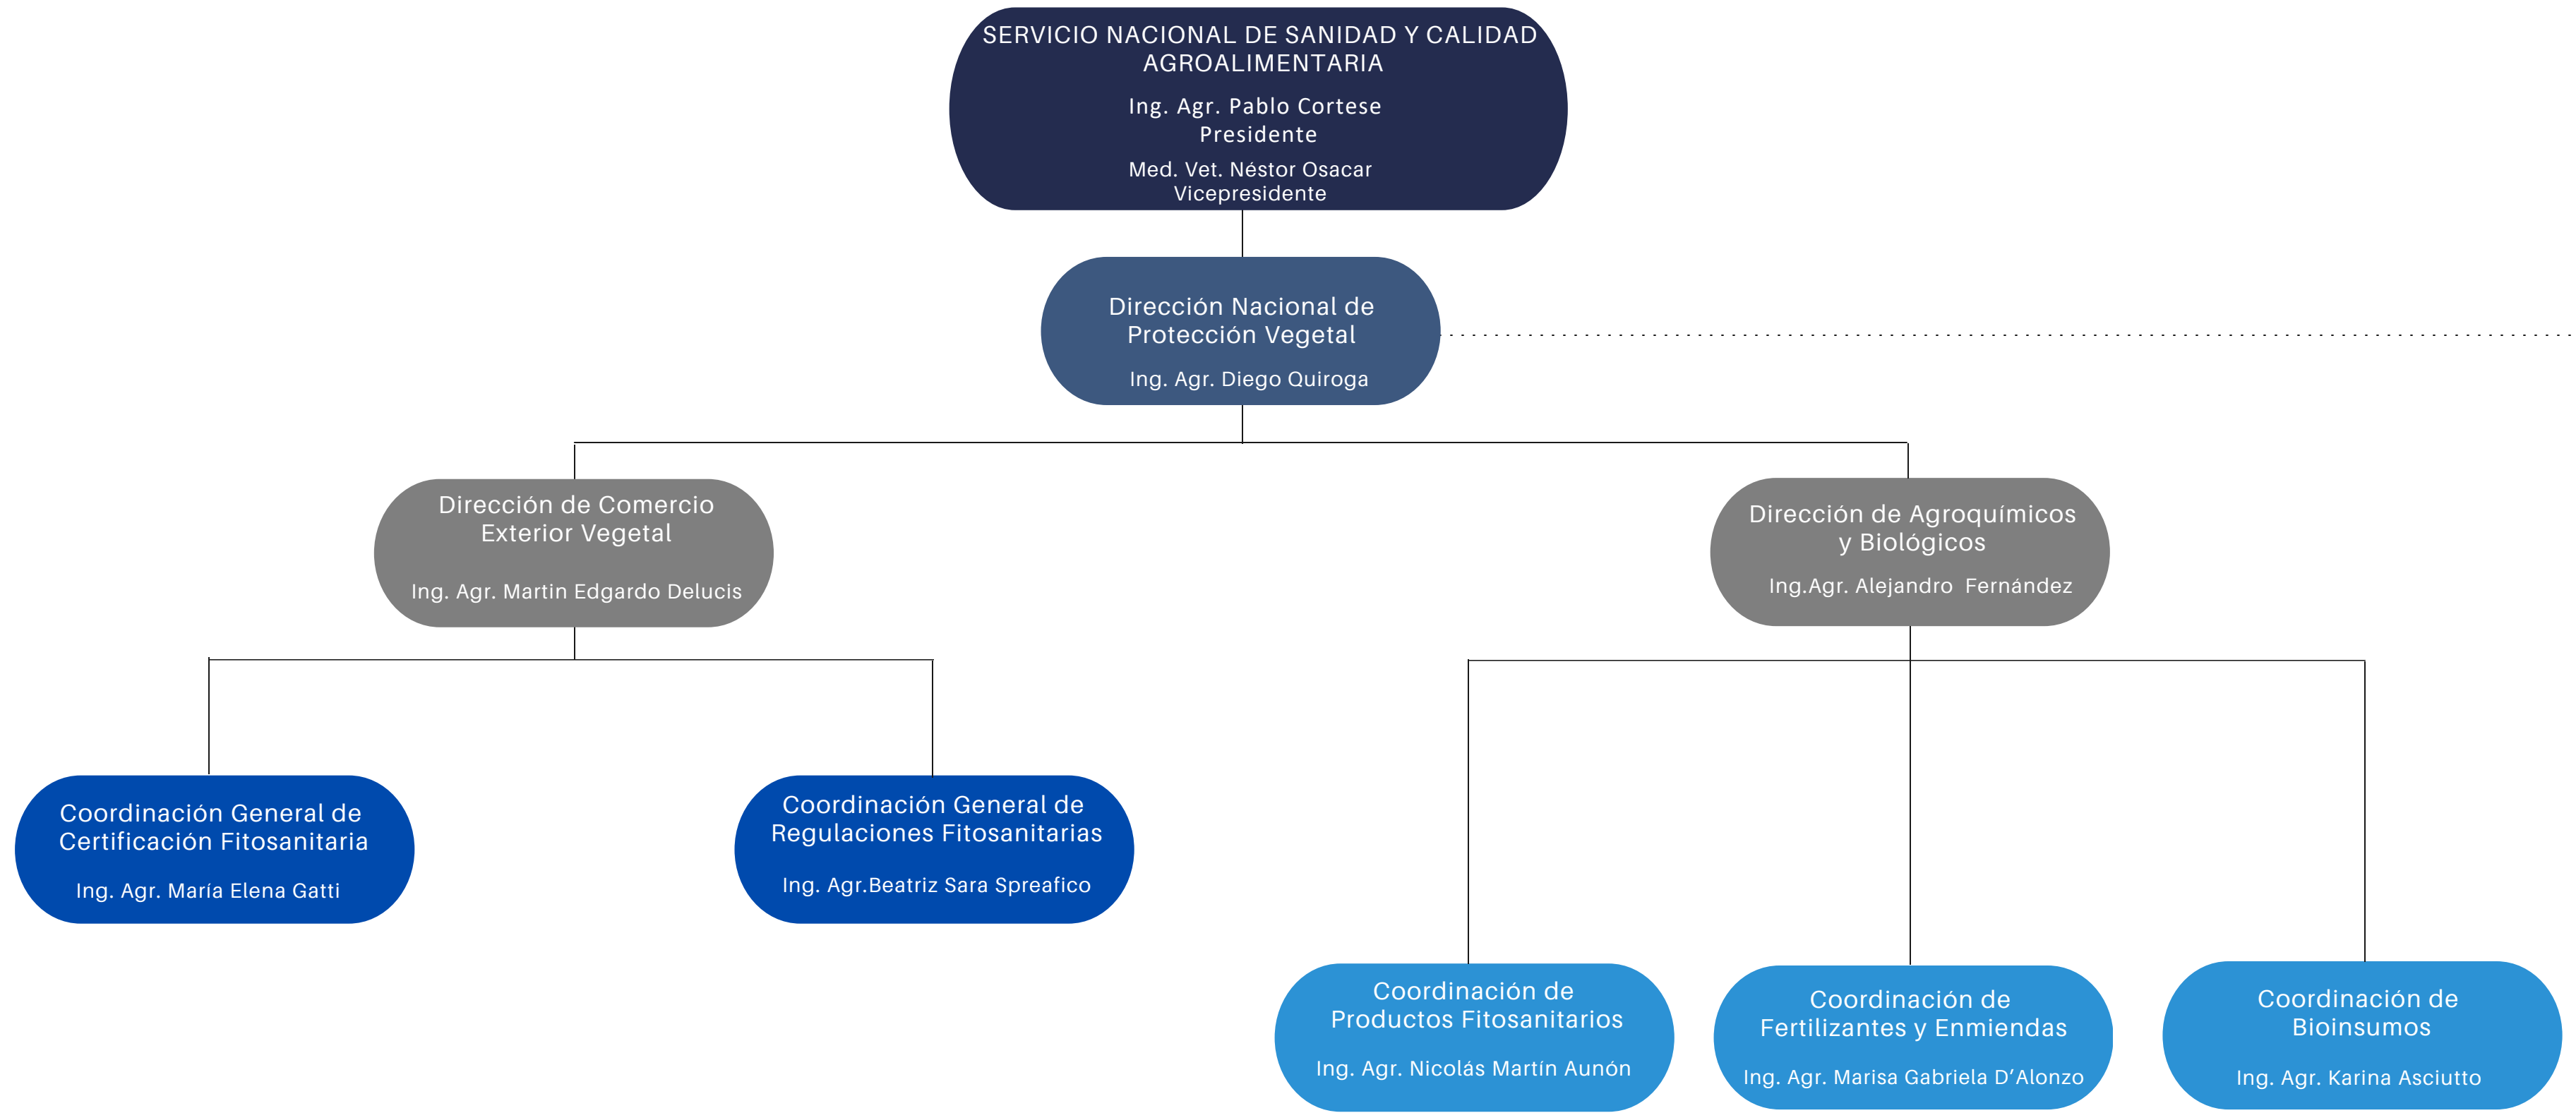 SERVICIO NACIONAL DE SANIDAD Y CALIDAD
AGROALIMENTARIA
Ing. Agr. Pablo Cortese
Presidente
Med. Vet. Néstor Osacar
Vicepresidente
Dirección Nacional de
Protección Vegetal
Ing. Agr. Diego Quiroga
Dirección de Comercio
Exterior Vegetal
Ing. Agr. Martin Edgardo Delucis
Dirección de Agroquímicos
y Biológicos
Ing.Agr. Alejandro  Fernández
Coordinación General de
Certificación Fitosanitaria
Ing. Agr. María Elena Gatti
Coordinación General de
Regulaciones Fitosanitarias
Ing. Agr.Beatriz Sara Spreafico
Coordinación de
Productos Fitosanitarios
Ing. Agr. Nicolás Martín Aunón
Coordinación de
Fertilizantes y Enmiendas
Ing. Agr. Marisa Gabriela D’Alonzo
Coordinación de
Bioinsumos
Ing. Agr. Karina Asciutto